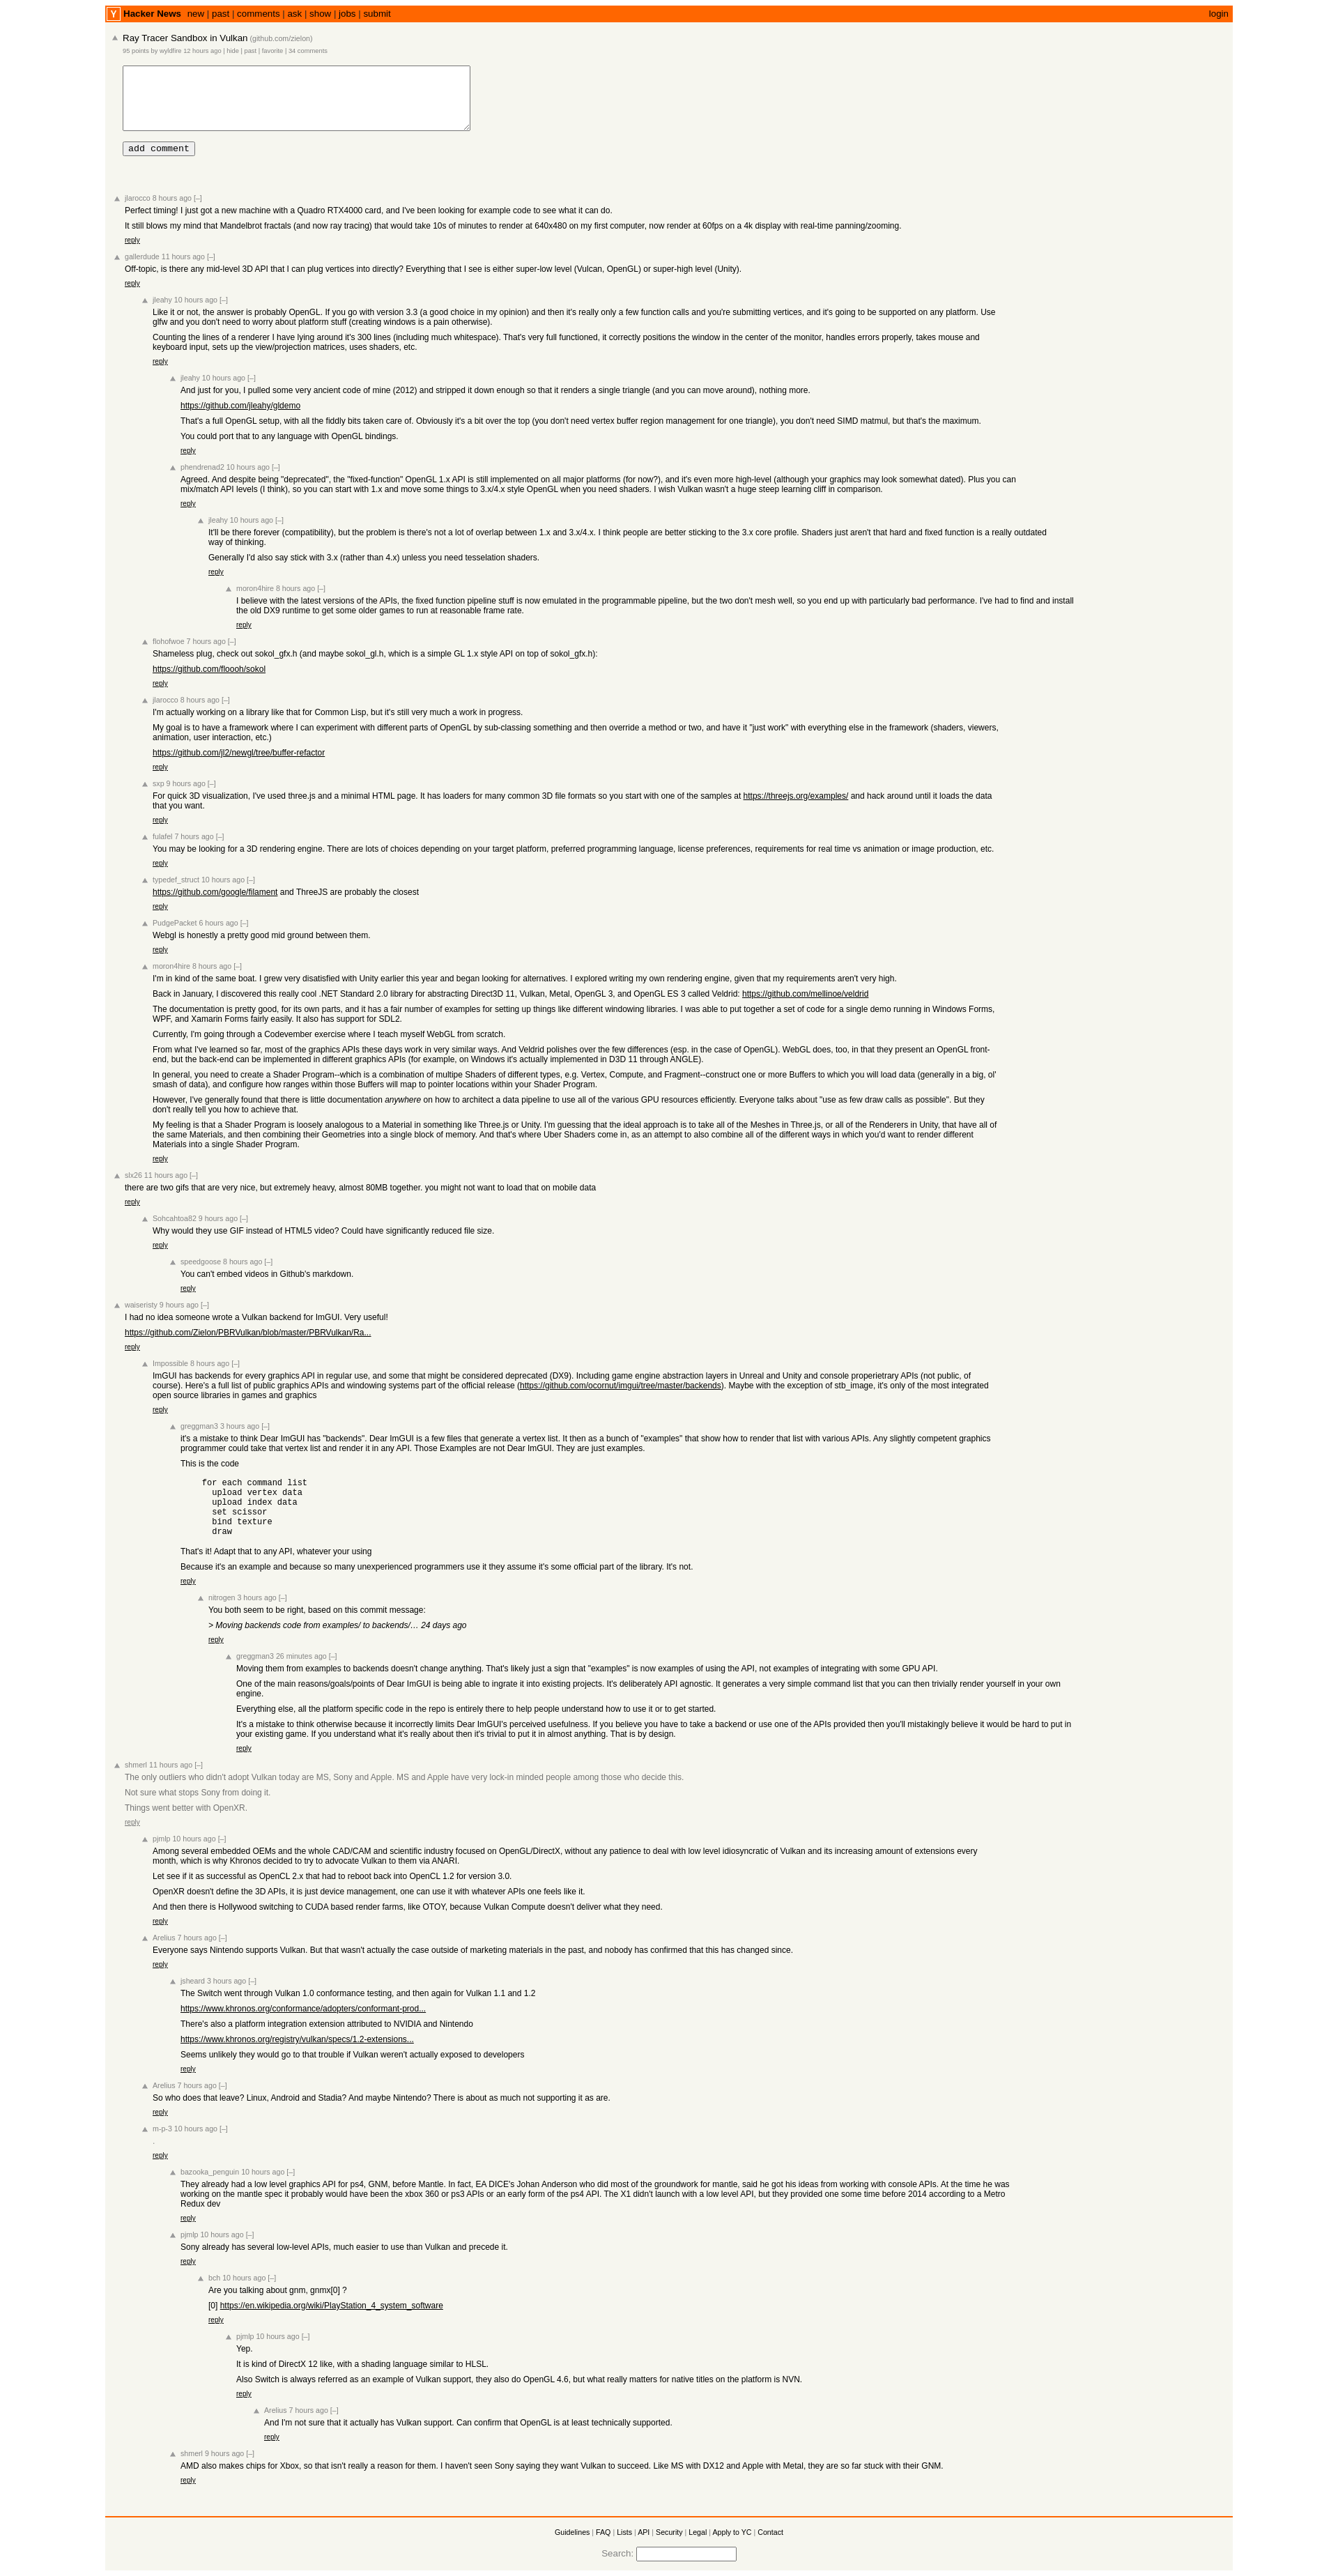 Y Hacker News new | past | comments | ask | show | jobs | submit login
Ray Tracer Sandbox in Vulkan (github.com/zielon)
95 points by wyldfire 12 hours ago | hide | past | favorite | 34 comments
add comment
jlarocco 8 hours ago [–]
Perfect timing! I just got a new machine with a Quadro RTX4000 card, and I've been looking for example code to see what it can do.
It still blows my mind that Mandelbrot fractals (and now ray tracing) that would take 10s of minutes to render at 640x480 on my first computer, now render at 60fps on a 4k display with real-time panning/zooming.
reply
gallerdude 11 hours ago [–]
Off-topic, is there any mid-level 3D API that I can plug vertices into directly? Everything that I see is either super-low level (Vulcan, OpenGL) or super-high level (Unity).
reply
jleahy 10 hours ago [–]
Like it or not, the answer is probably OpenGL. If you go with version 3.3 (a good choice in my opinion) and then it's really only a few function calls and you're submitting vertices, and it's going to be supported on any platform. Use
glfw and you don't need to worry about platform stuff (creating windows is a pain otherwise).
Counting the lines of a renderer I have lying around it's 300 lines (including much whitespace). That's very full functioned, it correctly positions the window in the center of the monitor, handles errors properly, takes mouse and
keyboard input, sets up the view/projection matrices, uses shaders, etc.
reply
jleahy 10 hours ago [–]
And just for you, I pulled some very ancient code of mine (2012) and stripped it down enough so that it renders a single triangle (and you can move around), nothing more.
https://github.com/jleahy/gldemo
That's a full OpenGL setup, with all the fiddly bits taken care of. Obviously it's a bit over the top (you don't need vertex buffer region management for one triangle), you don't need SIMD matmul, but that's the maximum.
You could port that to any language with OpenGL bindings.
reply
phendrenad2 10 hours ago [–]
Agreed. And despite being "deprecated", the "fixed-function" OpenGL 1.x API is still implemented on all major platforms (for now?), and it's even more high-level (although your graphics may look somewhat dated). Plus you can
mix/match API levels (I think), so you can start with 1.x and move some things to 3.x/4.x style OpenGL when you need shaders. I wish Vulkan wasn't a huge steep learning cliff in comparison.
reply
jleahy 10 hours ago [–]
It'll be there forever (compatibility), but the problem is there's not a lot of overlap between 1.x and 3.x/4.x. I think people are better sticking to the 3.x core profile. Shaders just aren't that hard and fixed function is a really outdated
way of thinking.
Generally I'd also say stick with 3.x (rather than 4.x) unless you need tesselation shaders.
reply
moron4hire 8 hours ago [–]
I believe with the latest versions of the APIs, the fixed function pipeline stuff is now emulated in the programmable pipeline, but the two don't mesh well, so you end up with particularly bad performance. I've had to find and install
the old DX9 runtime to get some older games to run at reasonable frame rate.
reply
flohofwoe 7 hours ago [–]
Shameless plug, check out sokol_gfx.h (and maybe sokol_gl.h, which is a simple GL 1.x style API on top of sokol_gfx.h):
https://github.com/floooh/sokol
reply
jlarocco 8 hours ago [–]
I'm actually working on a library like that for Common Lisp, but it's still very much a work in progress.
My goal is to have a framework where I can experiment with different parts of OpenGL by sub-classing something and then override a method or two, and have it "just work" with everything else in the framework (shaders, viewers,
animation, user interaction, etc.)
https://github.com/jl2/newgl/tree/buffer-refactor
reply
sxp 9 hours ago [–]
For quick 3D visualization, I've used three.js and a minimal HTML page. It has loaders for many common 3D file formats so you start with one of the samples at https://threejs.org/examples/ and hack around until it loads the data
that you want.
reply
fulafel 7 hours ago [–]
You may be looking for a 3D rendering engine. There are lots of choices depending on your target platform, preferred programming language, license preferences, requirements for real time vs animation or image production, etc.
reply
typedef_struct 10 hours ago [–]
https://github.com/google/filament and ThreeJS are probably the closest
reply
PudgePacket 6 hours ago [–]
Webgl is honestly a pretty good mid ground between them.
reply
moron4hire 8 hours ago [–]
I'm in kind of the same boat. I grew very disatisfied with Unity earlier this year and began looking for alternatives. I explored writing my own rendering engine, given that my requirements aren't very high.
Back in January, I discovered this really cool .NET Standard 2.0 library for abstracting Direct3D 11, Vulkan, Metal, OpenGL 3, and OpenGL ES 3 called Veldrid: https://github.com/mellinoe/veldrid
The documentation is pretty good, for its own parts, and it has a fair number of examples for setting up things like different windowing libraries. I was able to put together a set of code for a single demo running in Windows Forms,
WPF, and Xamarin Forms fairly easily. It also has support for SDL2.
Currently, I'm going through a Codevember exercise where I teach myself WebGL from scratch.
From what I've learned so far, most of the graphics APIs these days work in very similar ways. And Veldrid polishes over the few differences (esp. in the case of OpenGL). WebGL does, too, in that they present an OpenGL front-
end, but the back-end can be implemented in different graphics APIs (for example, on Windows it's actually implemented in D3D 11 through ANGLE).
In general, you need to create a Shader Program--which is a combination of multipe Shaders of different types, e.g. Vertex, Compute, and Fragment--construct one or more Buffers to which you will load data (generally in a big, ol'
smash of data), and configure how ranges within those Buffers will map to pointer locations within your Shader Program.
However, I've generally found that there is little documentation anywhere on how to architect a data pipeline to use all of the various GPU resources efficiently. Everyone talks about "use as few draw calls as possible". But they
don't really tell you how to achieve that.
My feeling is that a Shader Program is loosely analogous to a Material in something like Three.js or Unity. I'm guessing that the ideal approach is to take all of the Meshes in Three.js, or all of the Renderers in Unity, that have all of
the same Materials, and then combining their Geometries into a single block of memory. And that's where Uber Shaders come in, as an attempt to also combine all of the different ways in which you'd want to render different
Materials into a single Shader Program.
reply
slx26 11 hours ago [–]
there are two gifs that are very nice, but extremely heavy, almost 80MB together. you might not want to load that on mobile data
reply
Sohcahtoa82 9 hours ago [–]
Why would they use GIF instead of HTML5 video? Could have significantly reduced file size.
reply
speedgoose 8 hours ago [–]
You can't embed videos in Github's markdown.
reply
waiseristy 9 hours ago [–]
I had no idea someone wrote a Vulkan backend for ImGUI. Very useful!
https://github.com/Zielon/PBRVulkan/blob/master/PBRVulkan/Ra...
reply
Impossible 8 hours ago [–]
ImGUI has backends for every graphics API in regular use, and some that might be considered deprecated (DX9). Including game engine abstraction layers in Unreal and Unity and console properietrary APIs (not public, of
course). Here's a full list of public graphics APIs and windowing systems part of the official release (https://github.com/ocornut/imgui/tree/master/backends). Maybe with the exception of stb_image, it's only of the most integrated
open source libraries in games and graphics
reply
greggman3 3 hours ago [–]
it's a mistake to think Dear ImGUI has "backends". Dear ImGUI is a few files that generate a vertex list. It then as a bunch of "examples" that show how to render that list with various APIs. Any slightly competent graphics
programmer could take that vertex list and render it in any API. Those Examples are not Dear ImGUI. They are just examples.
This is the code
for each command list
upload vertex data
upload index data
set scissor
bind texture
draw
That's it! Adapt that to any API, whatever your using
Because it's an example and because so many unexperienced programmers use it they assume it's some official part of the library. It's not.
reply
nitrogen 3 hours ago [–]
You both seem to be right, based on this commit message:
> Moving backends code from examples/ to backends/… 24 days ago
reply
greggman3 26 minutes ago [–]
Moving them from examples to backends doesn't change anything. That's likely just a sign that "examples" is now examples of using the API, not examples of integrating with some GPU API.
One of the main reasons/goals/points of Dear ImGUI is being able to ingrate it into existing projects. It's deliberately API agnostic. It generates a very simple command list that you can then trivially render yourself in your own
engine.
Everything else, all the platform specific code in the repo is entirely there to help people understand how to use it or to get started.
It's a mistake to think otherwise because it incorrectly limits Dear ImGUI's perceived usefulness. If you believe you have to take a backend or use one of the APIs provided then you'll mistakingly believe it would be hard to put in
your existing game. If you understand what it's really about then it's trivial to put it in almost anything. That is by design.
reply
shmerl 11 hours ago [–]
The only outliers who didn't adopt Vulkan today are MS, Sony and Apple. MS and Apple have very lock-in minded people among those who decide this.
Not sure what stops Sony from doing it.
Things went better with OpenXR.
reply
pjmlp 10 hours ago [–]
Among several embedded OEMs and the whole CAD/CAM and scientific industry focused on OpenGL/DirectX, without any patience to deal with low level idiosyncratic of Vulkan and its increasing amount of extensions every
month, which is why Khronos decided to try to advocate Vulkan to them via ANARI.
Let see if it as successful as OpenCL 2.x that had to reboot back into OpenCL 1.2 for version 3.0.
OpenXR doesn't define the 3D APIs, it is just device management, one can use it with whatever APIs one feels like it.
And then there is Hollywood switching to CUDA based render farms, like OTOY, because Vulkan Compute doesn't deliver what they need.
reply
Arelius 7 hours ago [–]
Everyone says Nintendo supports Vulkan. But that wasn't actually the case outside of marketing materials in the past, and nobody has confirmed that this has changed since.
reply
jsheard 3 hours ago [–]
The Switch went through Vulkan 1.0 conformance testing, and then again for Vulkan 1.1 and 1.2
https://www.khronos.org/conformance/adopters/conformant-prod...
There's also a platform integration extension attributed to NVIDIA and Nintendo
https://www.khronos.org/registry/vulkan/specs/1.2-extensions...
Seems unlikely they would go to that trouble if Vulkan weren't actually exposed to developers
reply
Arelius 7 hours ago [–]
So who does that leave? Linux, Android and Stadia? And maybe Nintendo? There is about as much not supporting it as are.
reply
m-p-3 10 hours ago [–]
.
reply
bazooka_penguin 10 hours ago [–]
They already had a low level graphics API for ps4, GNM, before Mantle. In fact, EA DICE's Johan Anderson who did most of the groundwork for mantle, said he got his ideas from working with console APIs. At the time he was
working on the mantle spec it probably would have been the xbox 360 or ps3 APIs or an early form of the ps4 API. The X1 didn't launch with a low level API, but they provided one some time before 2014 according to a Metro
Redux dev
reply
pjmlp 10 hours ago [–]
Sony already has several low-level APIs, much easier to use than Vulkan and precede it.
reply
bch 10 hours ago [–]
Are you talking about gnm, gnmx[0] ?
[0] https://en.wikipedia.org/wiki/PlayStation_4_system_software
reply
pjmlp 10 hours ago [–]
Yep.
It is kind of DirectX 12 like, with a shading language similar to HLSL.
Also Switch is always referred as an example of Vulkan support, they also do OpenGL 4.6, but what really matters for native titles on the platform is NVN.
reply
Arelius 7 hours ago [–]
And I'm not sure that it actually has Vulkan support. Can confirm that OpenGL is at least technically supported.
reply
shmerl 9 hours ago [–]
AMD also makes chips for Xbox, so that isn't really a reason for them. I haven't seen Sony saying they want Vulkan to succeed. Like MS with DX12 and Apple with Metal, they are so far stuck with their GNM.
reply
Guidelines | FAQ | Lists | API | Security | Legal | Apply to YC | Contact
Search: